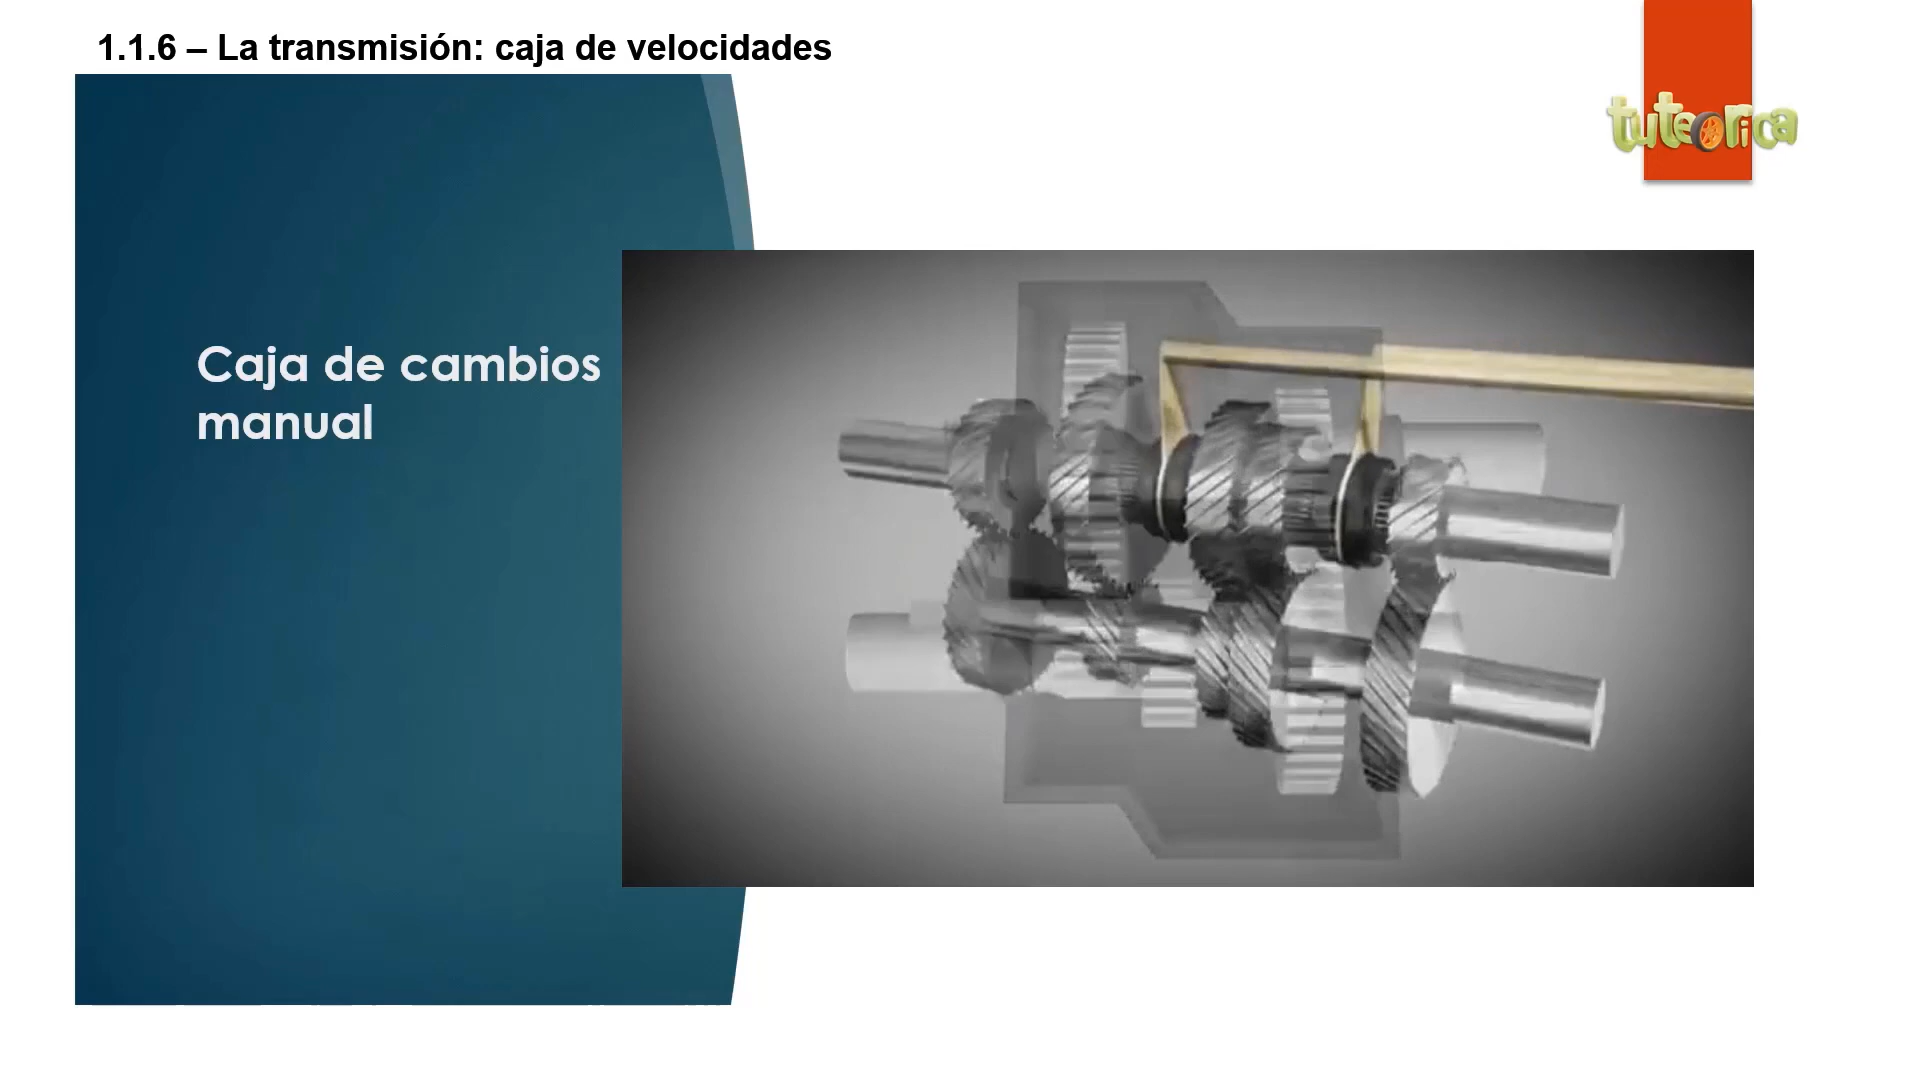 1.1.6 – La transmisión: caja de velocidades
tuteorica
Caja de cambios
manual